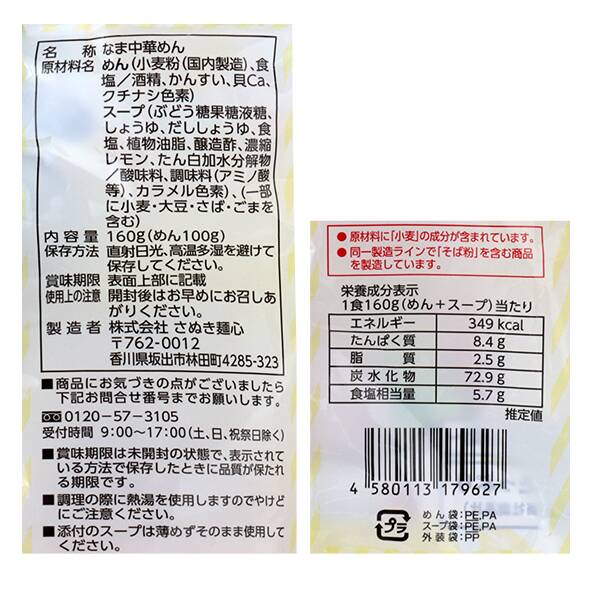 名称 なま中華めん
原材料名 めん(小麦粉(国内製造)、食
塩/酒精、かんすい、貝Ca、
クチナシ色素)
スープ(ぶどう糖果糖液糖、
しょうゆ、だししょうゆ、食
塩、植物油脂、醸造酢、濃縮
レモン、たん白加水分解物
/酸味料、調味料(アミノ酸
等)、カラメル色素)、(一部
に小麦・大豆・さば・ごまを
含む)
内容量 160g(めん100g)
保存方法 直射日光、高温多湿を避けて
保存してください。
賞味期限 表面上部に記載
使用上の注意 開封後はお早めにお召しあ
がりください。
製造者 株式会社 さぬき麺心
〒762-0012
香川県坂出市林田町4285-323
■商品にお気づきの点がございましたら
下記お問合せ番号までお願いします。
0120-57-3105
受付時間 9:00〜17:00(土、日、祝祭日除く)
■賞味期限は未開封の状態で、表示されて
いる方法で保存したときに品質が保たれ
る期限です。
■調理の際に熱湯を使用しますのでやけど
にご注意ください。
■添付のスープは薄めずそのまま使用して
ください。
●原材料に「小麦」の成分が含まれています。
●同一製造ラインで「そば粉」を含む商品
を製造しています。
栄養成分表示
1食160g(めん+スープ)当たり
エネルギー 349 kcal
たんぱく質 8.4 g
脂質 2.5 g
炭水化物 72.9 g
食塩相当量 5.7 g
推定値
4 580113 179627
プラ
めん袋:PE,PA
スープ袋:PE,PA
外装袋:PP